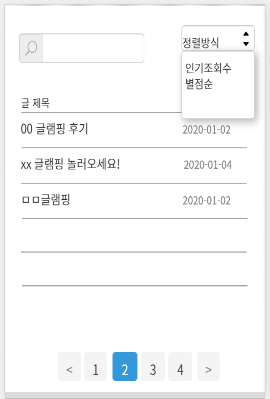 정렬방식
인기조회수
별점순
글 제목
00 글램핑 후기 2020-01-02
xx 글램핑 놀러오세요! 2020-01-04
ㅁㅁ글램핑 2020-01-02
< 1 2 3 4 >